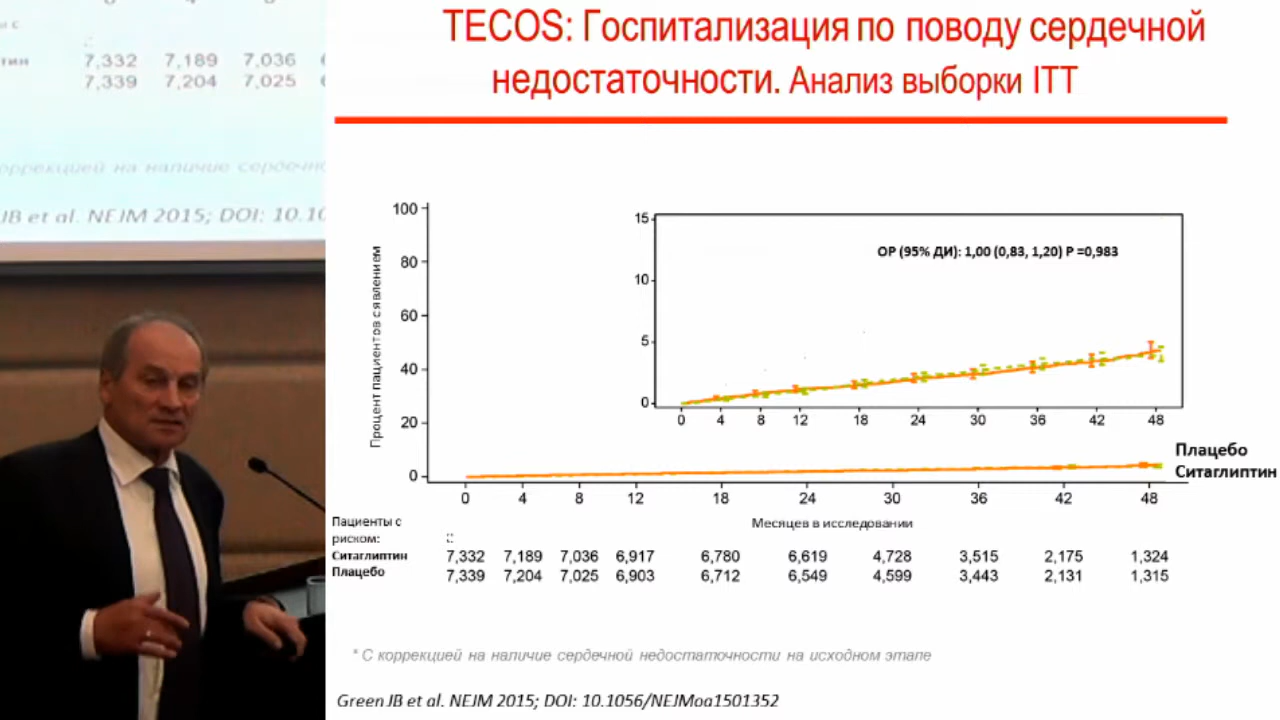 TECOS: Госпитализация по поводу сердечной
недостаточности. Анализ выборки ITT
7,332 7,189 7,036
7,339 7,204 7,025
JB et al. NEJM 2015; DOI: 10.10
Процент пациентов с явлением
100
80
60
40
20
0
15
10
5
0
ОР (95% ДИ): 1,00 (0,83, 1,20) P =0,983
0 4 8 12 18 24 30 36 42 48
Плацебо
Ситаглиптин
0 4 8 12 18 24 30 36 42 48
Месяцев в исследовании
Пациенты с
риском:
Ситаглиптин 7,332 7,189 7,036 6,917 6,780 6,619 4,728 3,515 2,175 1,324
Плацебо 7,339 7,204 7,025 6,903 6,712 6,549 4,599 3,443 2,131 1,315
* С коррекцией на наличие сердечной недостаточности на исходном этапе
Green JB et al. NEJM 2015; DOI: 10.1056/NEJMoa1501352